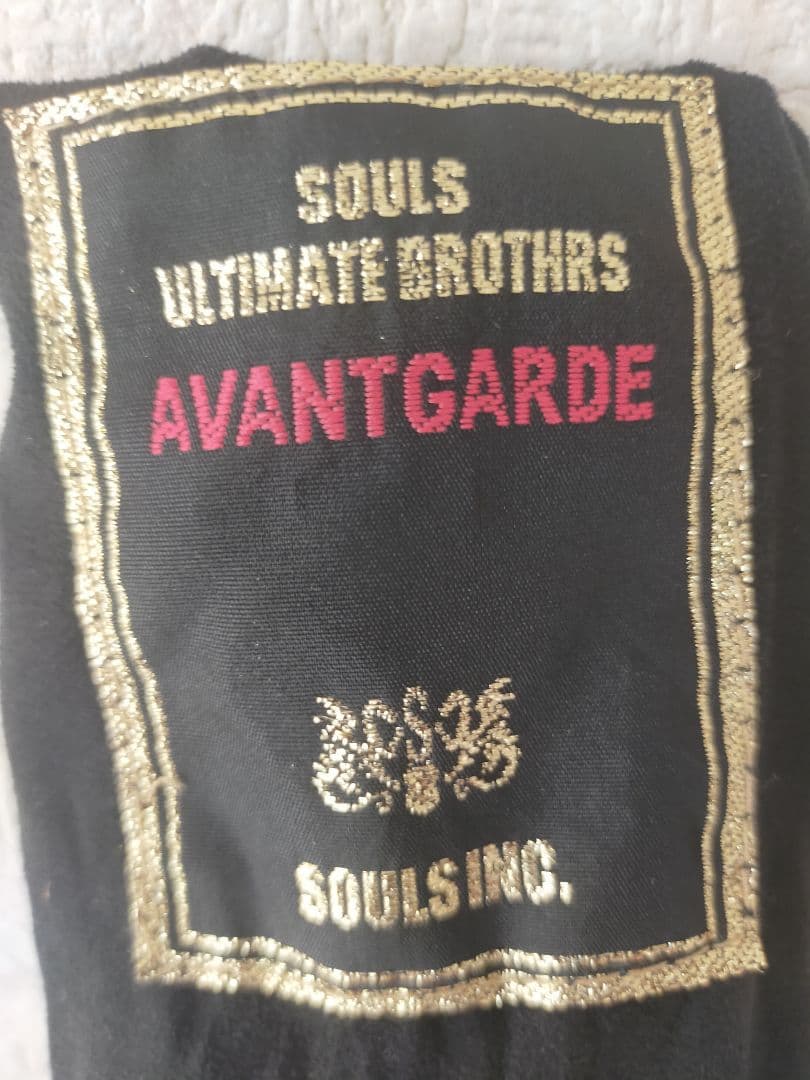 SOULS
ULTIMATE BROTHRS
AVANTGARDE
SOULS INC.